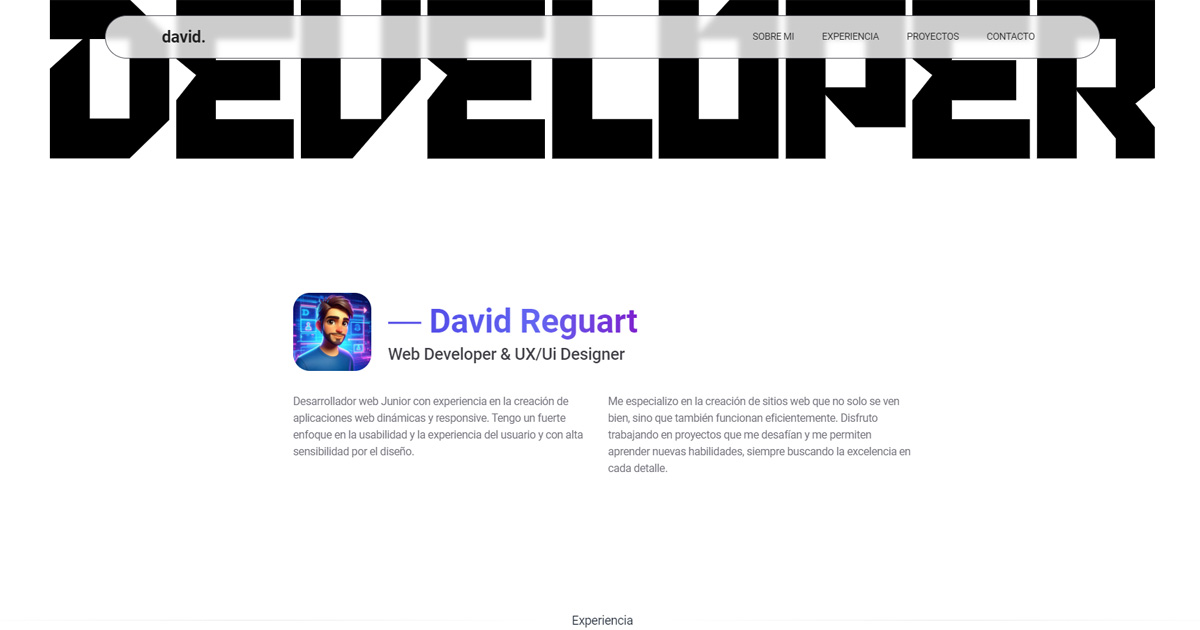 DEVELOPER
david.
SOBRE MI
EXPERIENCIA
PROYECTOS
CONTACTO
— David Reguart
Web Developer & UX/Ui Designer
Desarrollador web Junior con experiencia en la creación de
aplicaciones web dinámicas y responsive. Tengo un fuerte
enfoque en la usabilidad y la experiencia del usuario y con alta
sensibilidad por el diseño.
Me especializo en la creación de sitios web que no solo se ven
bien, sino que también funcionan eficientemente. Disfruto
trabajando en proyectos que me desafían y me permiten
aprender nuevas habilidades, siempre buscando la excelencia en
cada detalle.
Experiencia